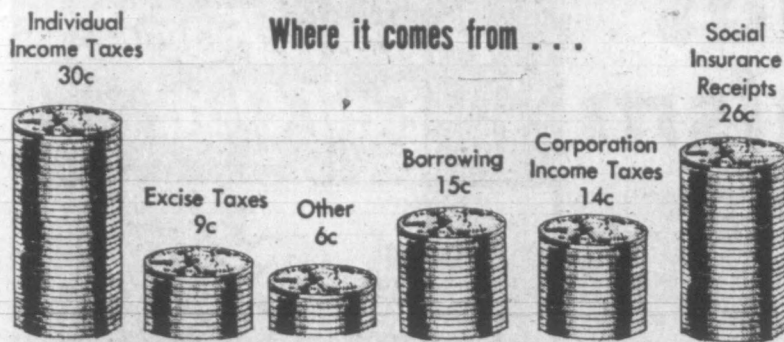 Where it comes from . . .
Individual
Income Taxes
30c
Excise Taxes
9c
Other
6c
Borrowing
15c
Corporation
Income Taxes
14c
Social
Insurance
Receipts
26c